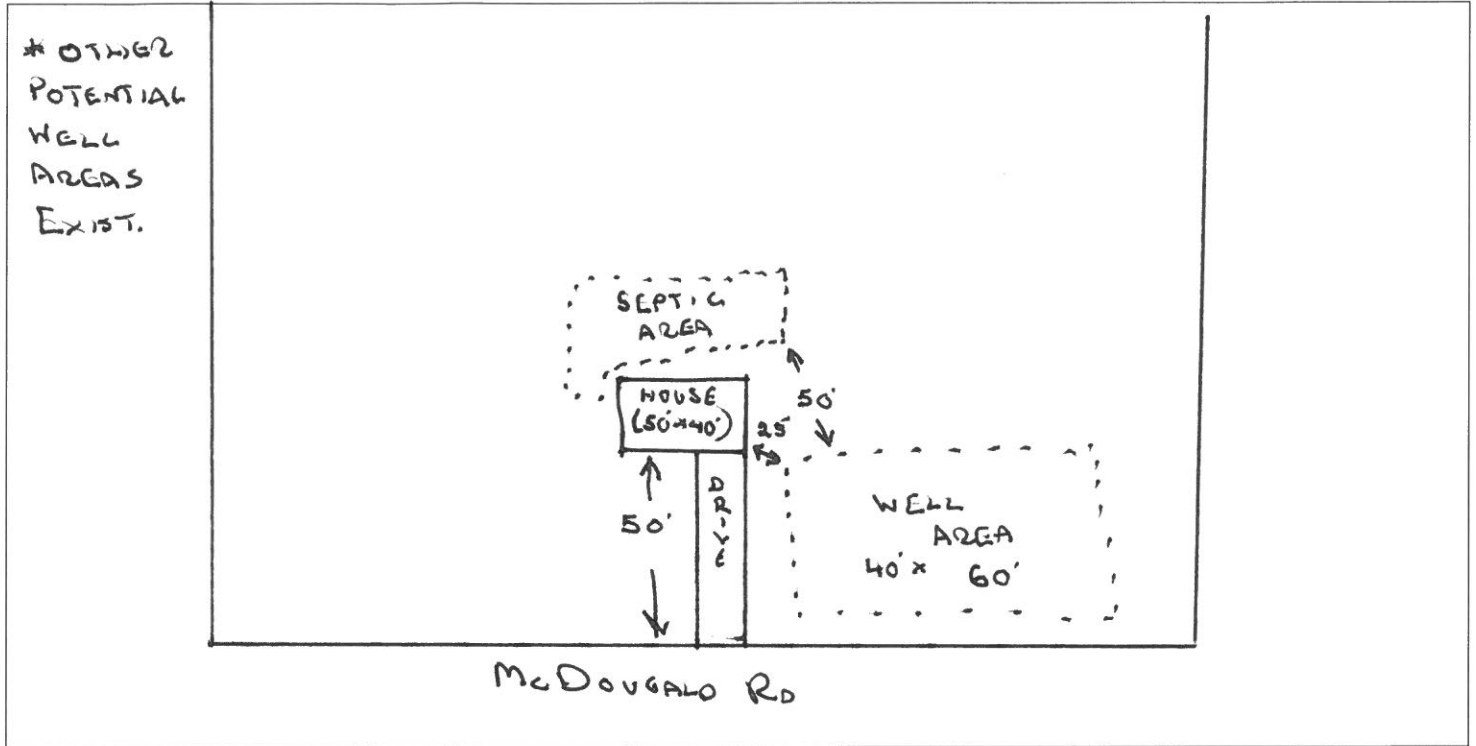 * OTHER
POTENTIAL
WELL
AREAS
EXIST.
SEPTIC
AREA
HOUSE
(50'x40')
50'
25'
50'
DRIVE
WELL
AREA
40' x 60'
McDOUGALD RD